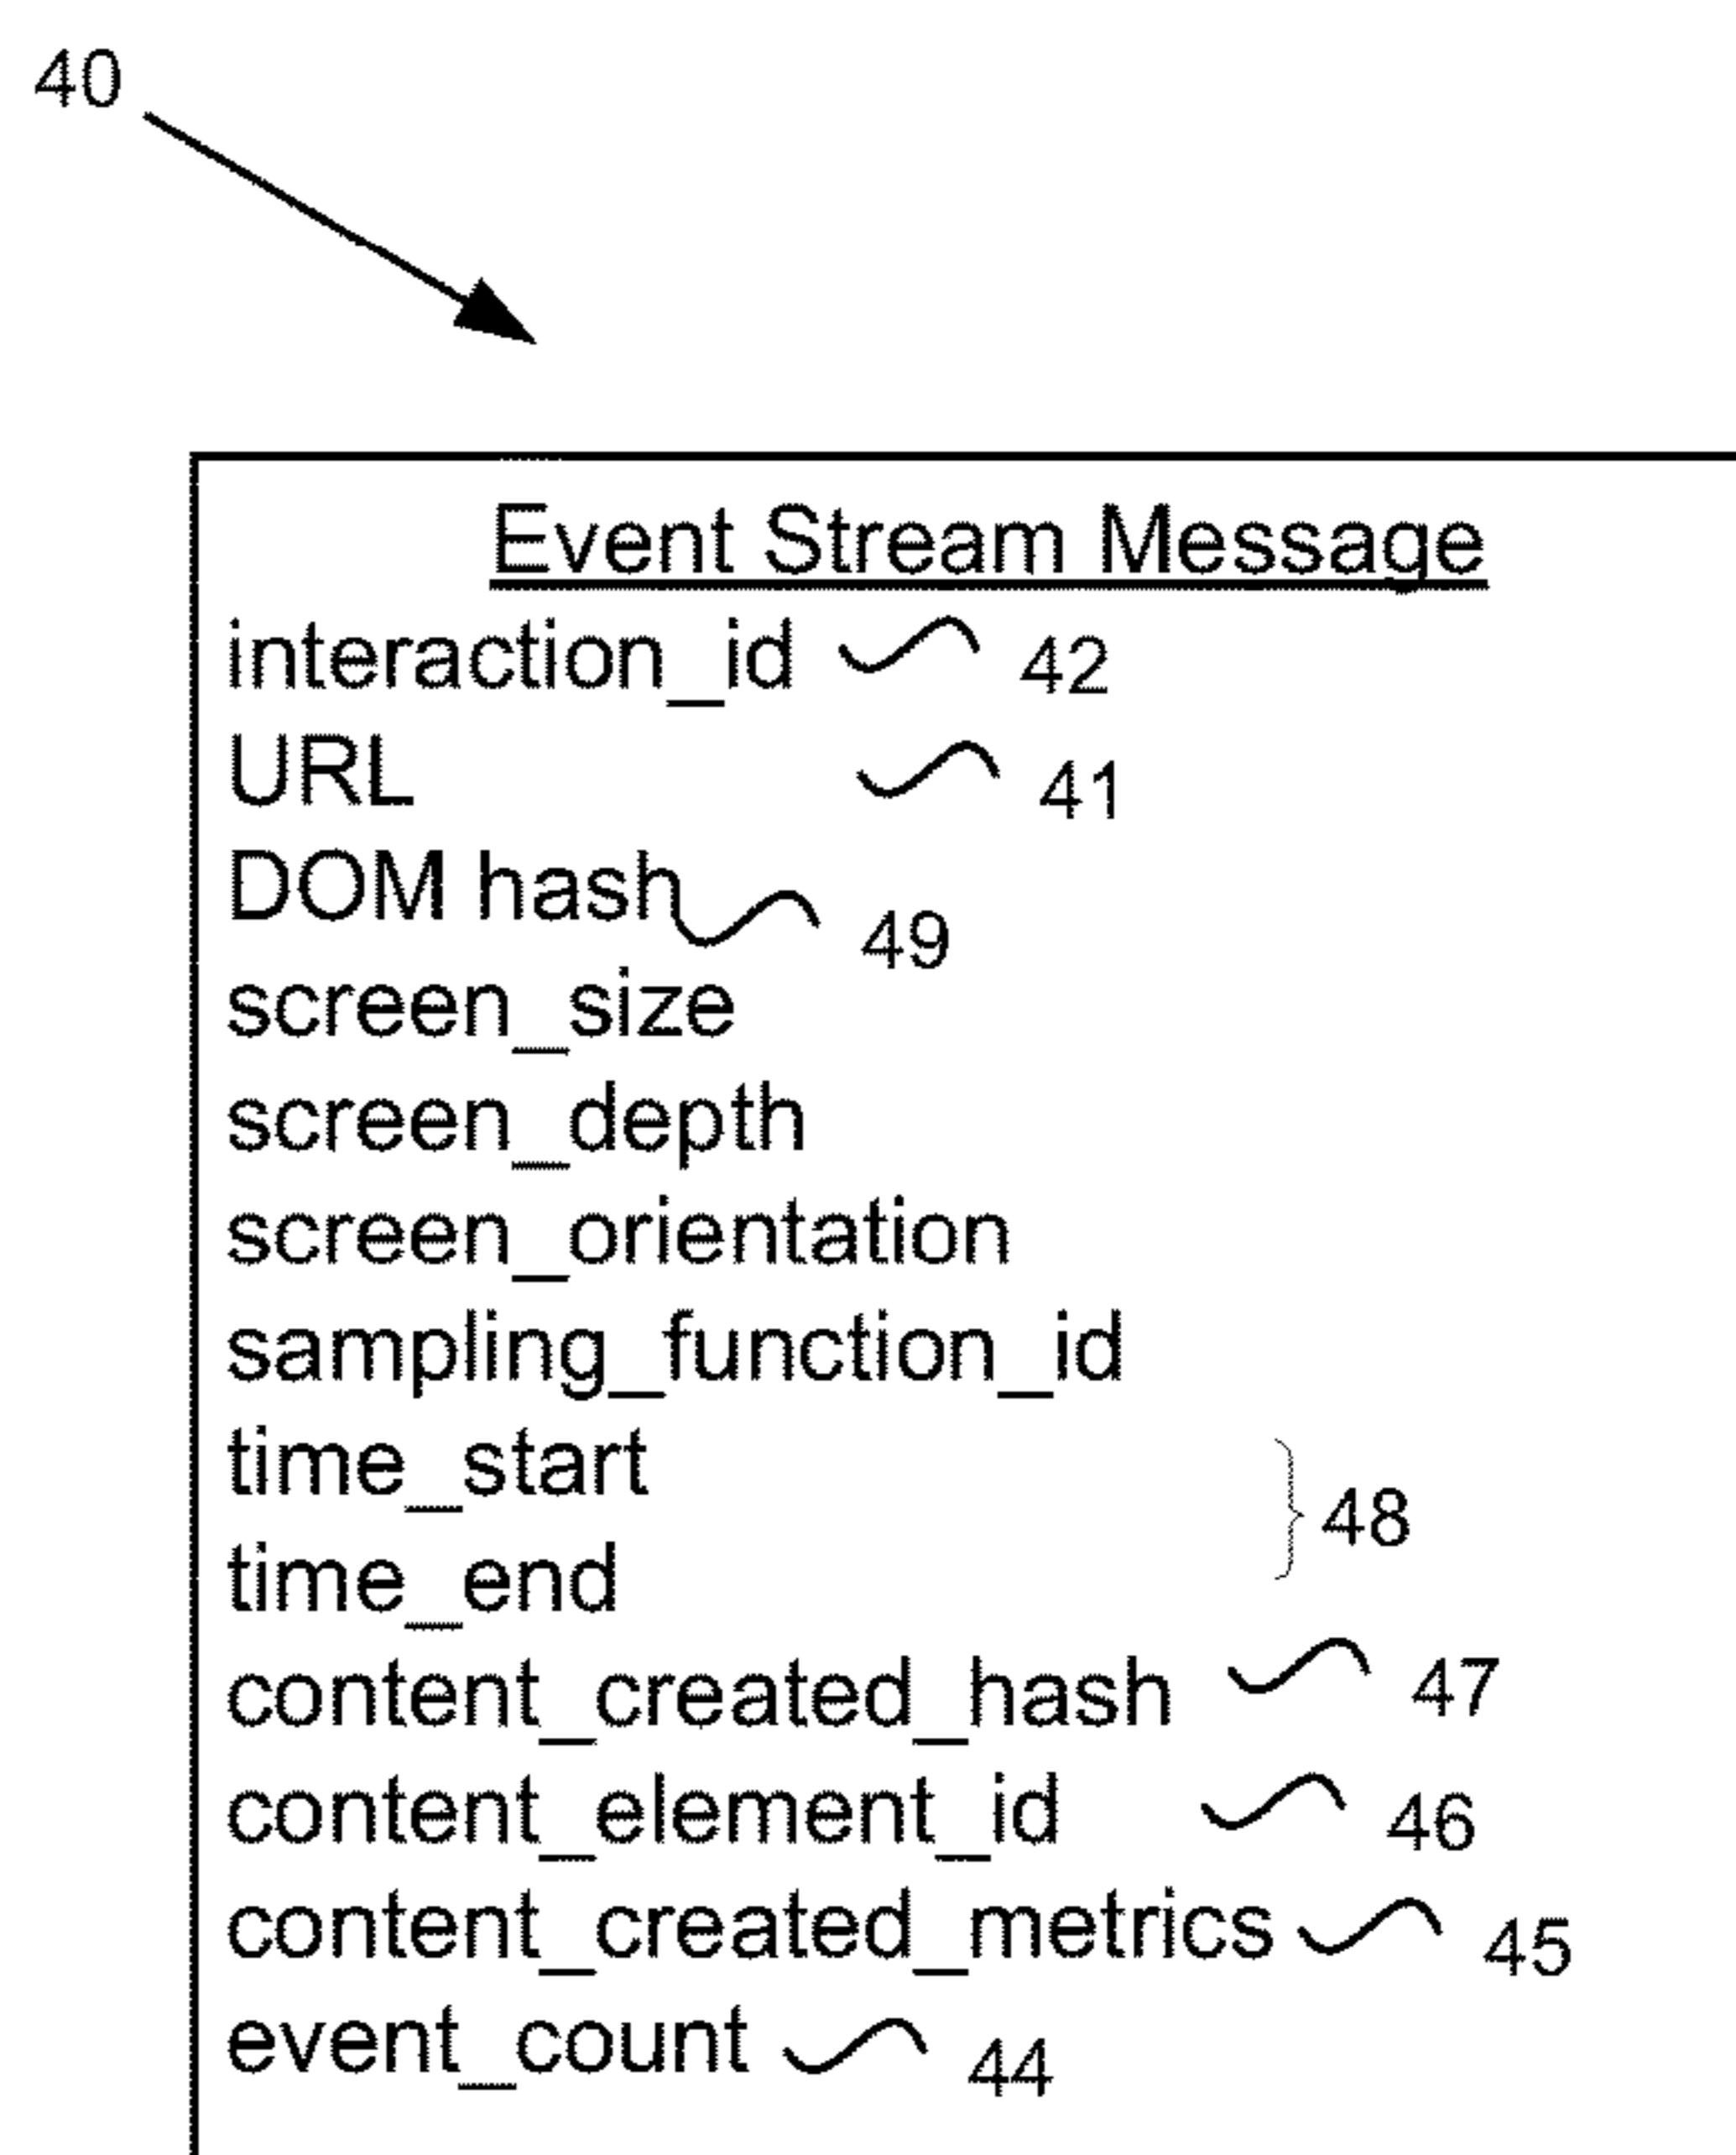 40
Event Stream Message
interaction_id 42
URL 41
DOM hash 49
screen_size
screen_depth
screen_orientation
sampling_function_id
time_start
48
time_end
content_created_hash 47
content_element_id 46
content_created_metrics 45
event_count 44